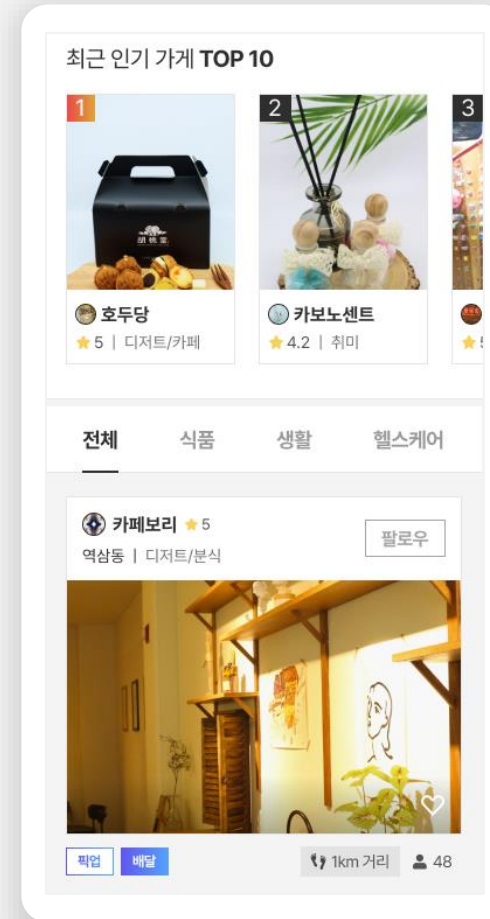 최근 인기 가게 TOP 10
1
2
3
胡桃堂
호두당
카보노센트
5 | 디저트/카페
4.2 | 취미
전체 식품 생활 헬스케어
카페보리 5
팔로우
역삼동 | 디저트/분식
픽업 배달 1km 거리 48